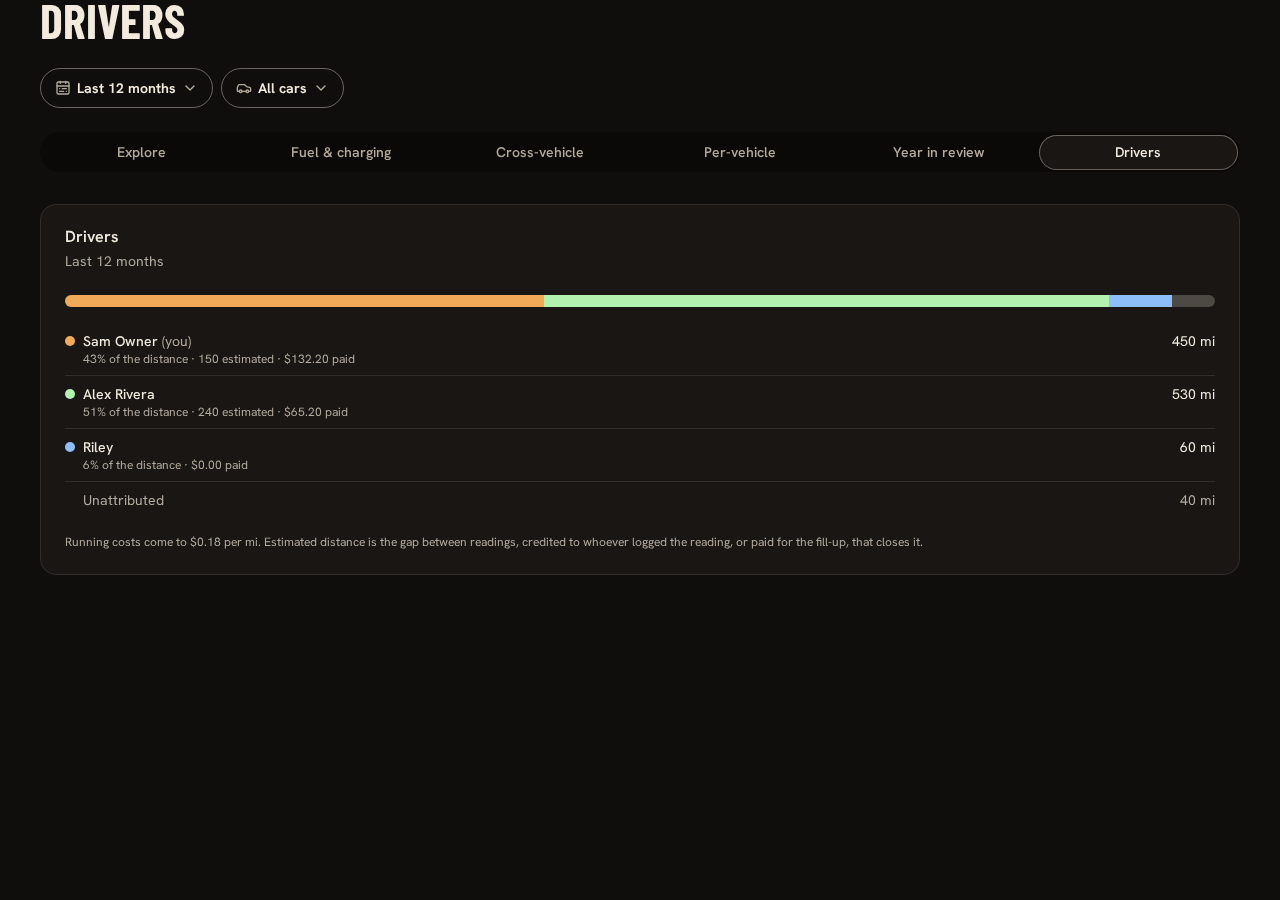 DRIVERS
Last 12 months
All cars
Explore
Fuel & charging
Cross-vehicle
Per-vehicle
Year in review
Drivers
Drivers
Last 12 months
Sam Owner (you)
450 mi
43% of the distance · 150 estimated · $132.20 paid
Alex Rivera
530 mi
51% of the distance · 240 estimated · $65.20 paid
Riley
60 mi
6% of the distance · $0.00 paid
Unattributed
40 mi
Running costs come to $0.18 per mi. Estimated distance is the gap between readings, credited to whoever logged the reading, or paid for the fill-up, that closes it.